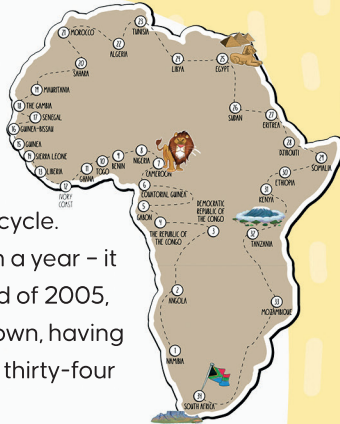 23
TUNISIA
21 MOROCCO
22
ALGERIA
24
LIBYA
25
EGYPT
20
SAHARA
19 MAURITANIA
26
SUDAN
27
ERITREA
18 THE GAMBIA
17 SENEGAL
16 GUINEA-BISSAU
15 GUINEA
14 SIERRA LEONE
13 LIBERIA
12
IVORY
COAST
11
GHANA
10
TOGO
9
BENIN
8
NIGERIA
7
CAMEROON
28
DJIBOUTI
29
SOMALIA
30
ETHIOPIA
31
KENYA
6
EQUATORIAL GUINEA
5
GABON
4
THE REPUBLIC OF
THE CONGO
DEMOCRATIC
REPUBLIC OF
THE CONGO
3
32
TANZANIA
2
ANGOLA
33
MOZAMBIQUE
1
NAMIBIA
34
SOUTH AFRICA
cycle.
a year – it
of 2005,
own, having
thirty-four